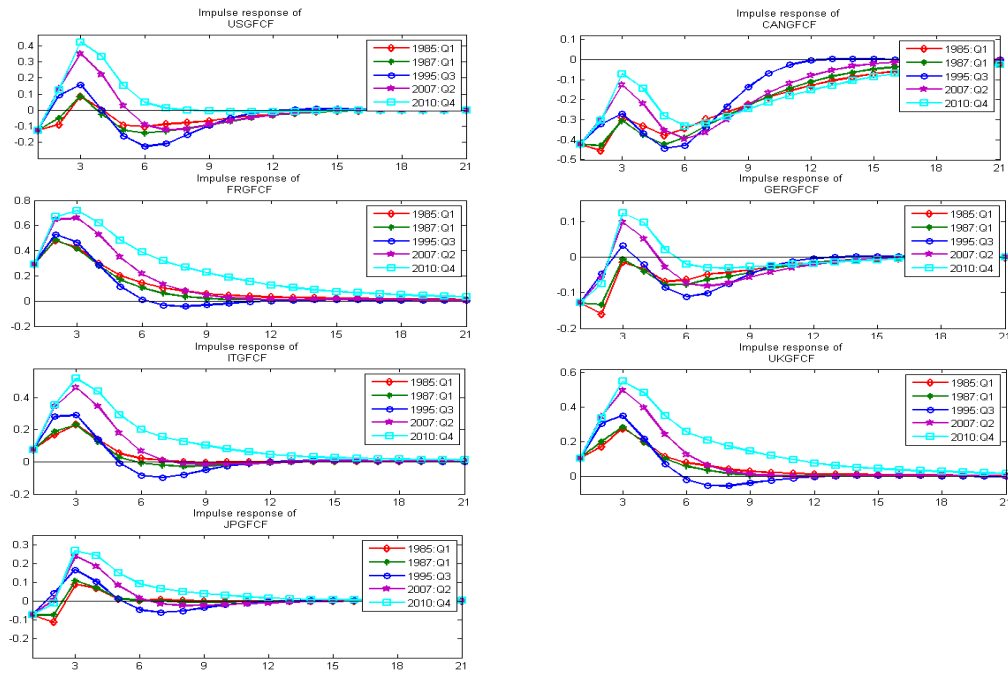 Impulse response of
USGFCF
0.4
0.3
0.2
0.1
0
-0.1
-0.2
3 6 9 12 15 18 21
1985:Q1
1987:Q1
1995:Q3
2007:Q2
2010:Q4
Impulse response of
CANGFCF
0.1
0
-0.1
-0.2
-0.3
-0.4
-0.5
3 6 9 12 15 18 21
1985:Q1
1987:Q1
1995:Q3
2007:Q2
2010:Q4
Impulse response of
FRGFCF
0.8
0.6
0.4
0.2
0
-0.2
3 6 9 12 15 18 21
1985:Q1
1987:Q1
1995:Q3
2007:Q2
2010:Q4
Impulse response of
GERGFCF
0.1
0
-0.1
-0.2
3 6 9 12 15 18 21
1985:Q1
1987:Q1
1995:Q3
2007:Q2
2010:Q4
Impulse response of
ITGFCF
0.4
0.2
0
-0.2
3 6 9 12 15 18 21
1985:Q1
1987:Q1
1995:Q3
2007:Q2
2010:Q4
Impulse response of
UKGFCF
0.6
0.4
0.2
0
3 6 9 12 15 18 21
1985:Q1
1987:Q1
1995:Q3
2007:Q2
2010:Q4
Impulse response of
JPGFCF
0.3
0.2
0.1
0
-0.1
-0.2
3 6 9 12 15 18 21
1985:Q1
1987:Q1
1995:Q3
2007:Q2
2010:Q4